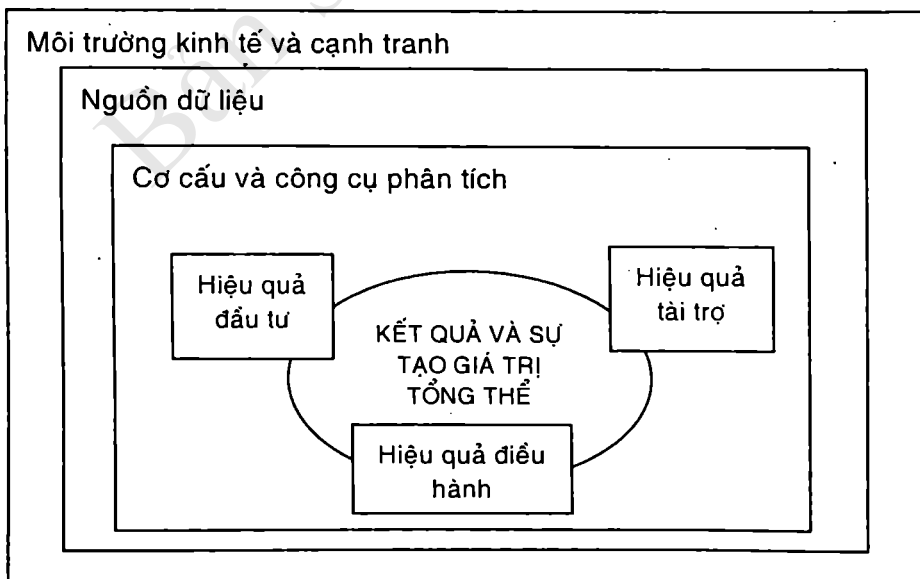 Môi trường kinh tế và cạnh tranh
Nguồn dữ liệu
Cơ cấu và công cụ phân tích
Hiệu quả
đầu tư
Hiệu quả
tài trợ
KẾT QUẢ VÀ SỰ
TẠO GIÁ TRỊ
TỔNG THỂ
Hiệu quả điều
hành